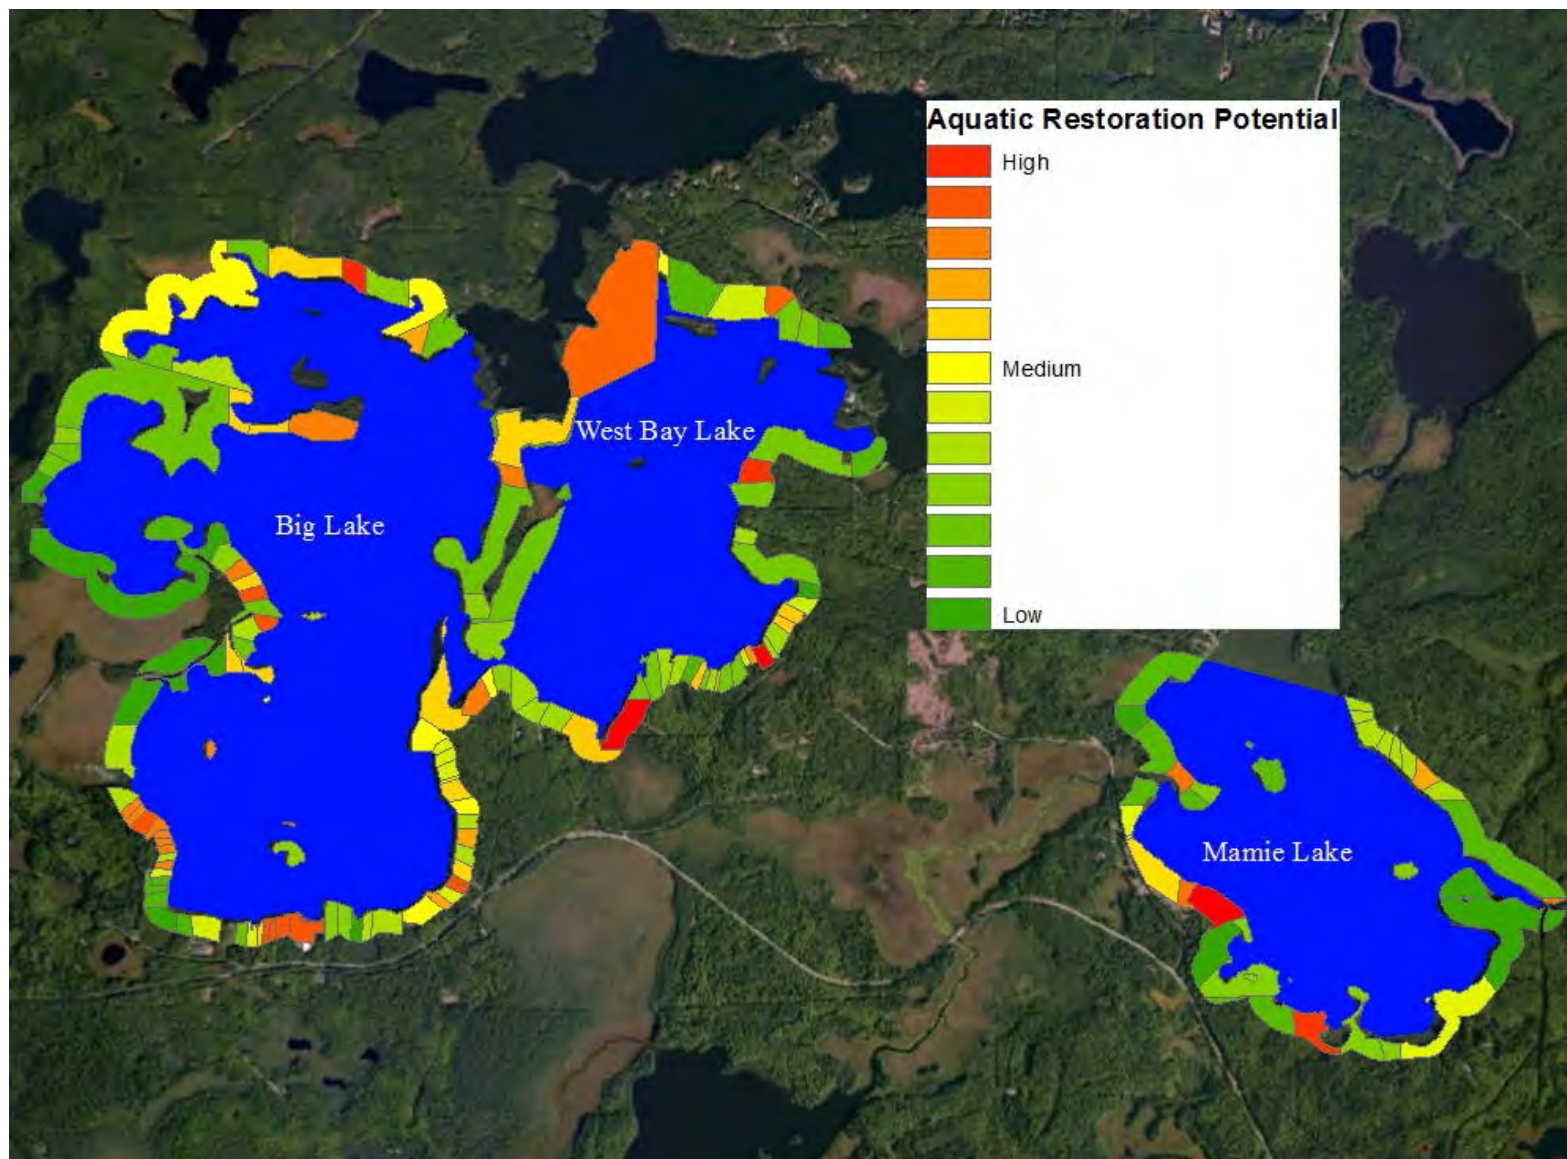 Aquatic Restoration Potential
High
Medium
West Bay Lake
Big Lake
Low
Mamie Lake